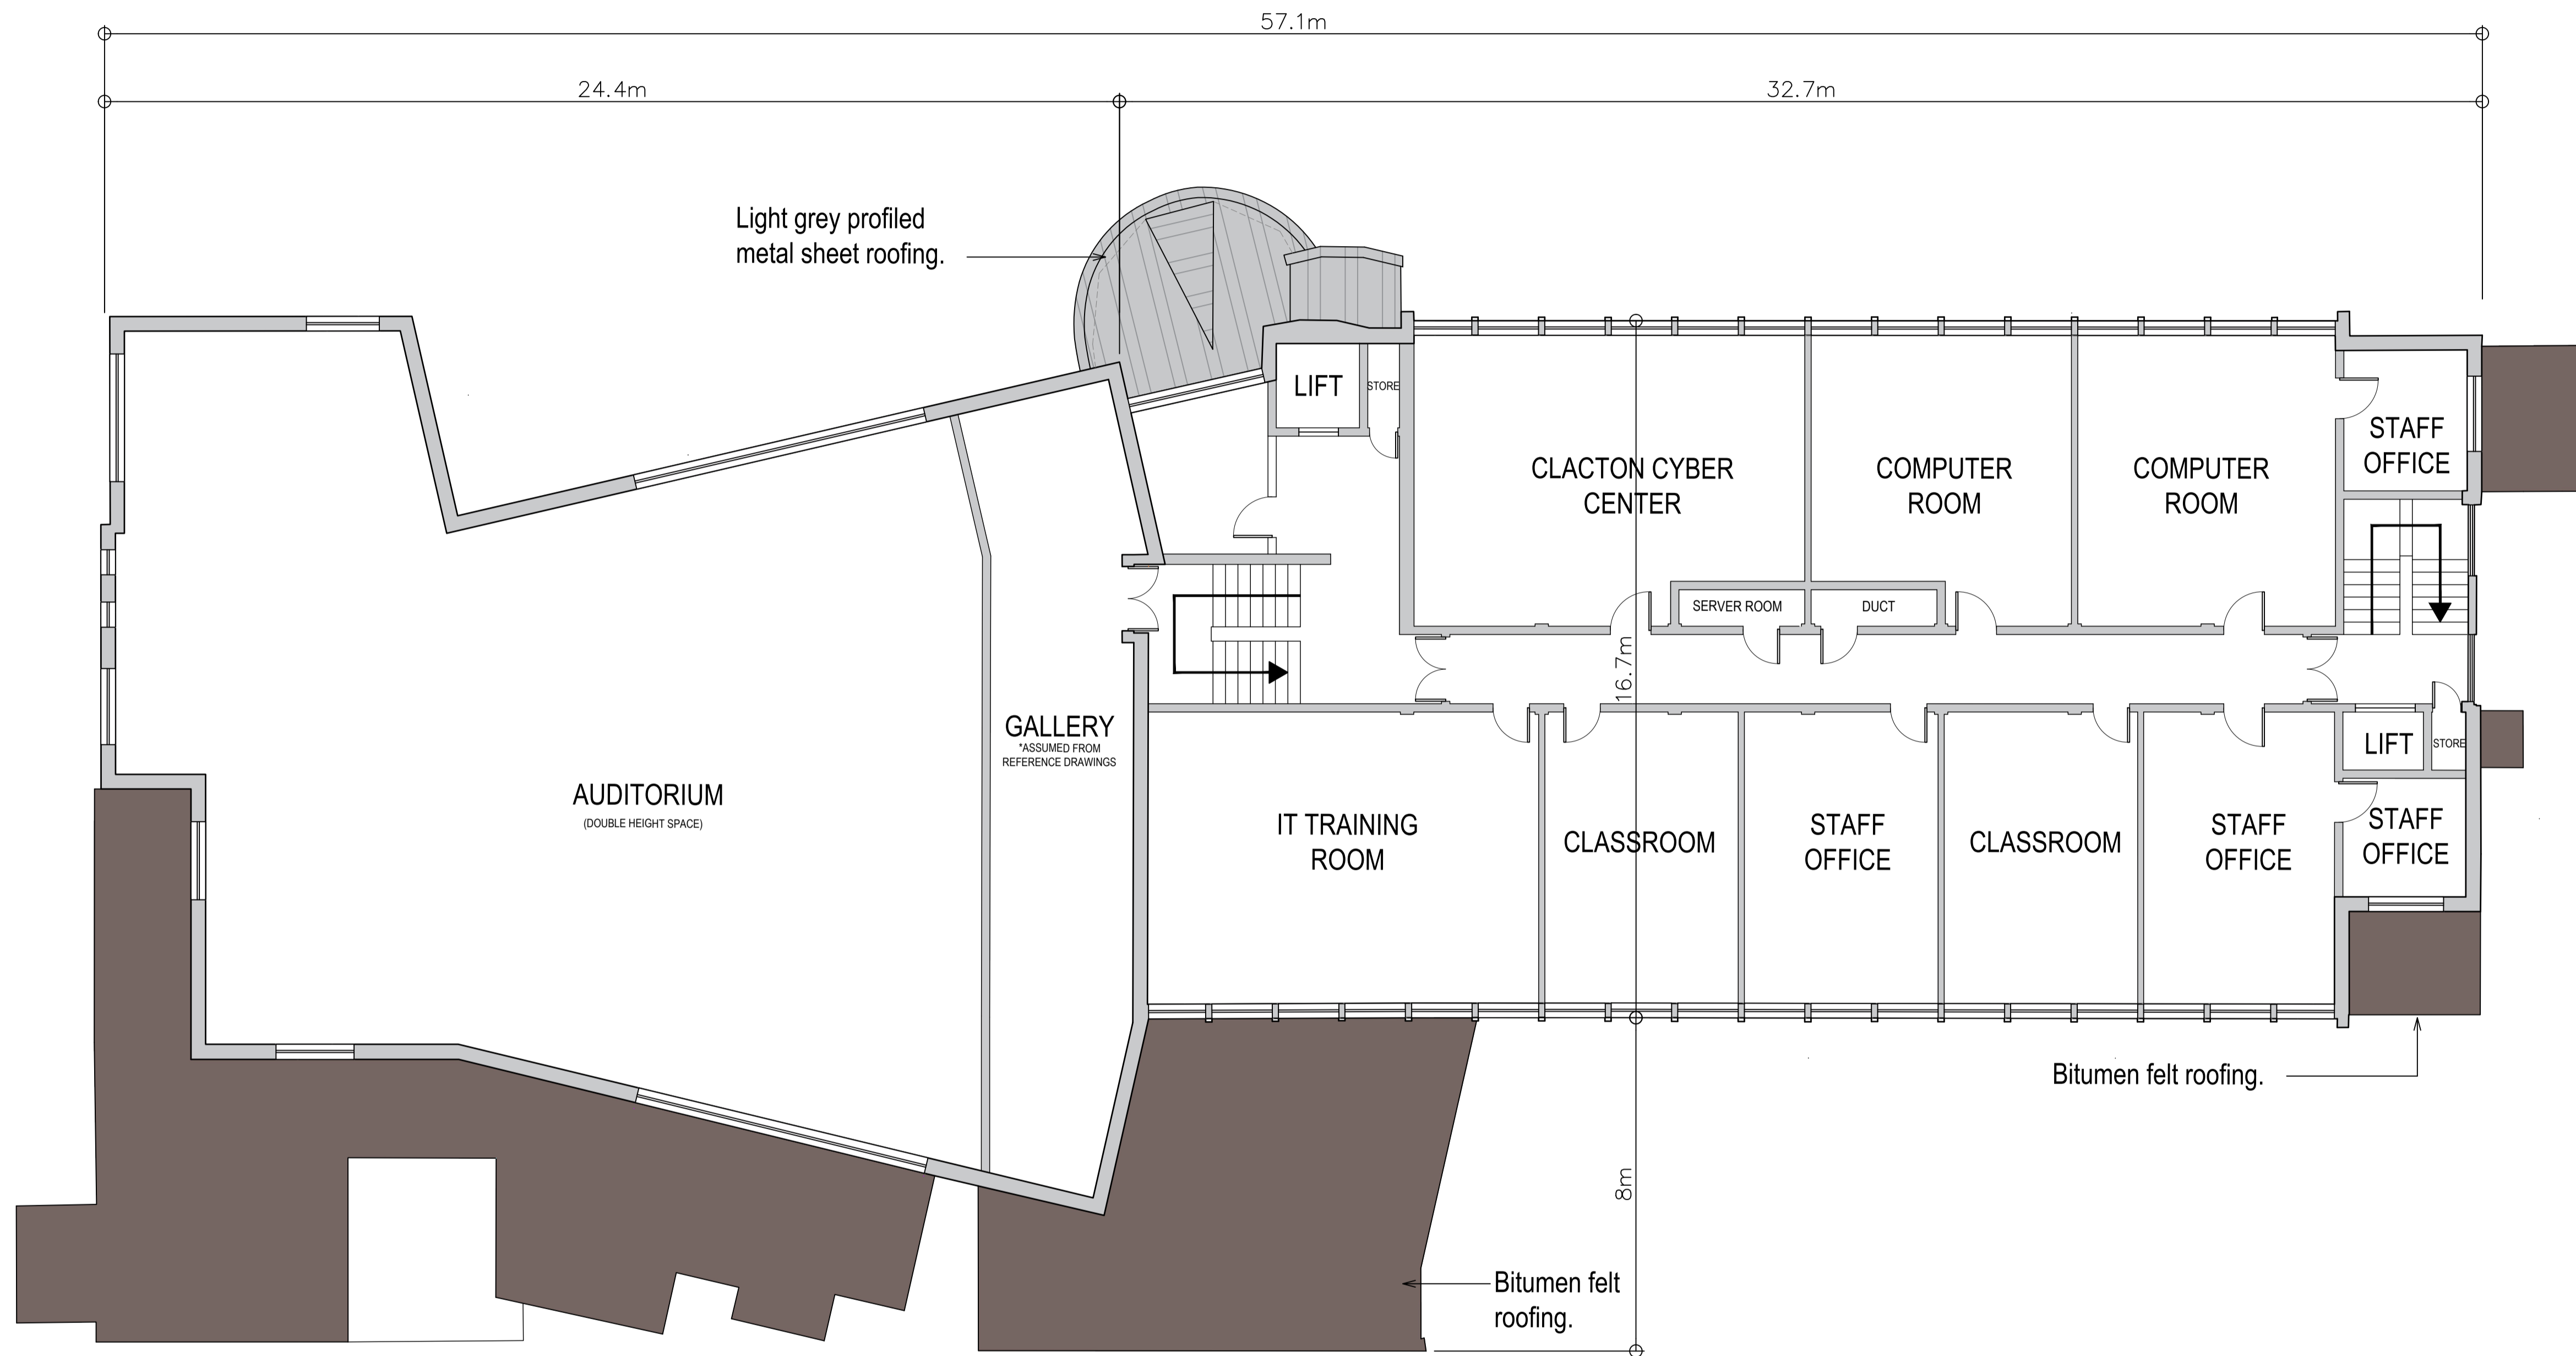 57.1m
24.4m
32.7m
Light grey profiled
metal sheet roofing.
LIFT
STORE
CLACTON CYBER
CENTER
COMPUTER
ROOM
COMPUTER
ROOM
STAFF
OFFICE
SERVER ROOM
DUCT
16.7m
GALLERY
*ASSUMED FROM
REFERENCE DRAWINGS
LIFT
STORE
AUDITORIUM
(DOUBLE HEIGHT SPACE)
IT TRAINING
ROOM
CLASSROOM
STAFF
OFFICE
CLASSROOM
STAFF
OFFICE
STAFF
OFFICE
Bitumen felt roofing.
8m
Bitumen felt
roofing.